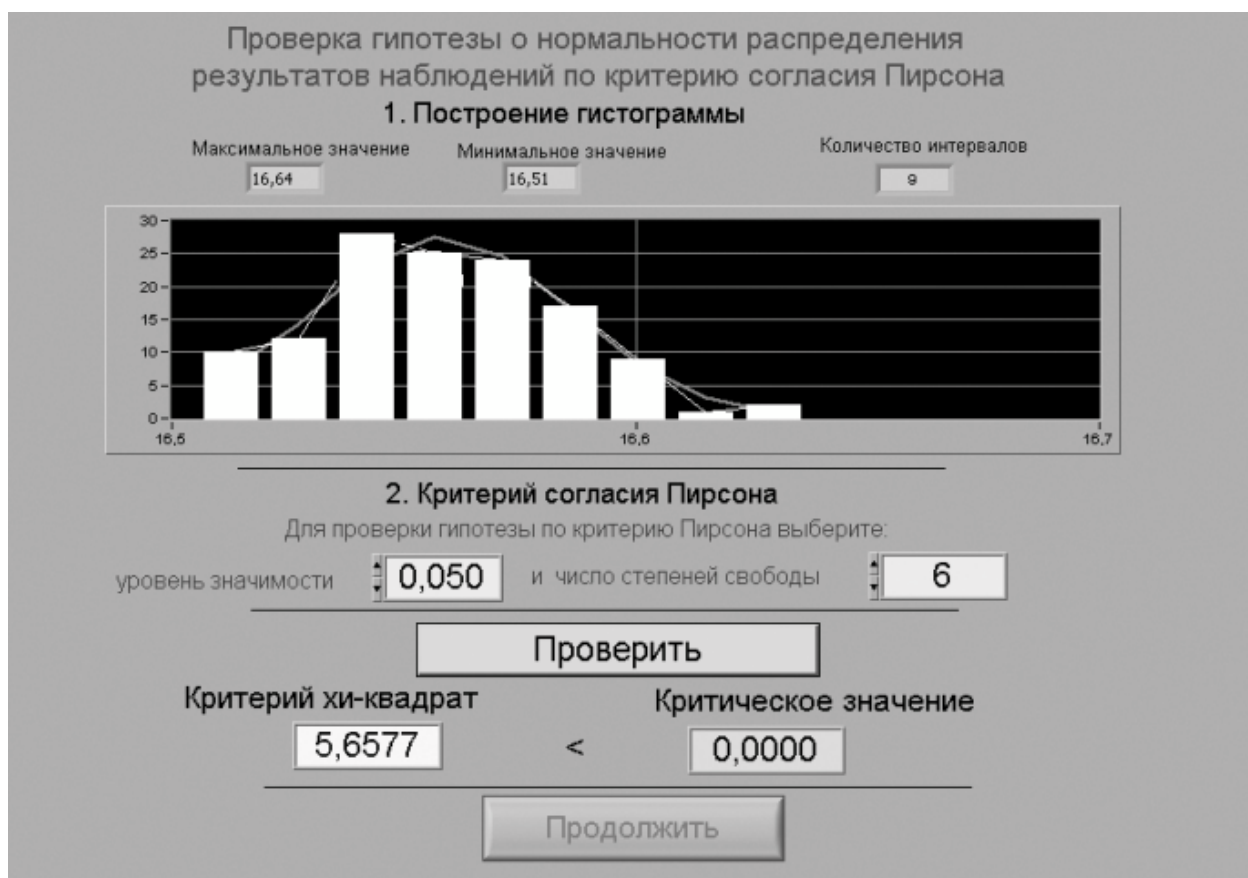 Проверка гипотезы о нормальности распределения
результатов наблюдений по критерию согласия Пирсона
1. Построение гистограммы
Максимальное значение Минимальное значение Количество интервалов
16,64 16,51 9
30
25
20
15
10
5
0
16,5 16,6 16,7
2. Критерий согласия Пирсона
Для проверки гипотезы по критерию Пирсона выберите:
уровень значимости 0,050 и число степеней свободы 6
Проверить
Критерий хи-квадрат Критическое значение
5,6577 < 0,0000
Продолжить